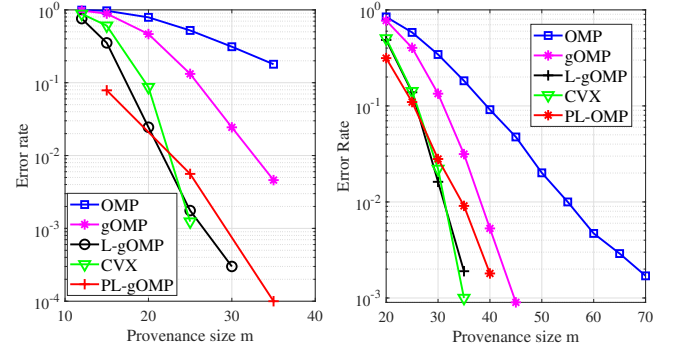 10^0
10^-1
10^-2
10^-3
10^-4
Error rate
10 20 30 40
Provenance size m
OMP
gOMP
L-gOMP
CVX
PL-gOMP
10^0
10^-1
10^-2
10^-3
Error Rate
20 30 40 50 60 70
Provenance size m
OMP
gOMP
L-gOMP
CVX
PL-OMP